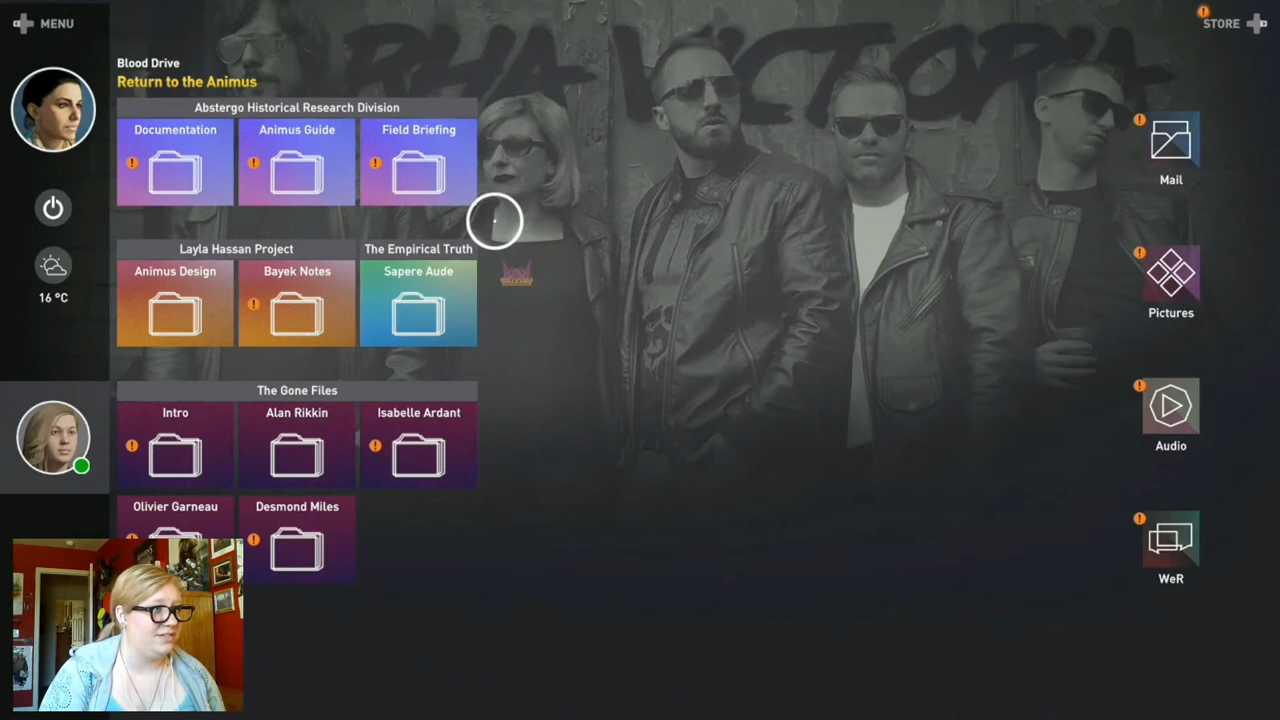 MENU
STORE
Blood Drive
Return to the Animus
Abstergo Historical Research Division
Documentation
Animus Guide
Field Briefing
Layla Hassan Project
The Empirical Truth
Animus Design
Bayek Notes
Sapere Aude
The Gone Files
Intro
Alan Rikkin
Isabelle Ardant
Olivier Garneau
Desmond Miles
16 °C
Mail
Pictures
Audio
WeR